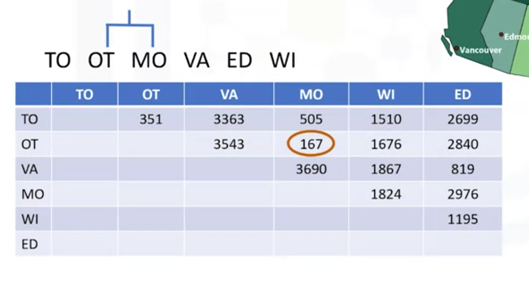 Edmo
Vancouver
TO OT MO VA ED WI
TO OT VA MO WI ED
TO 351 3363 505 1510 2699
OT 3543 167 1676 2840
VA 3690 1867 819
MO 1824 2976
WI 1195
ED